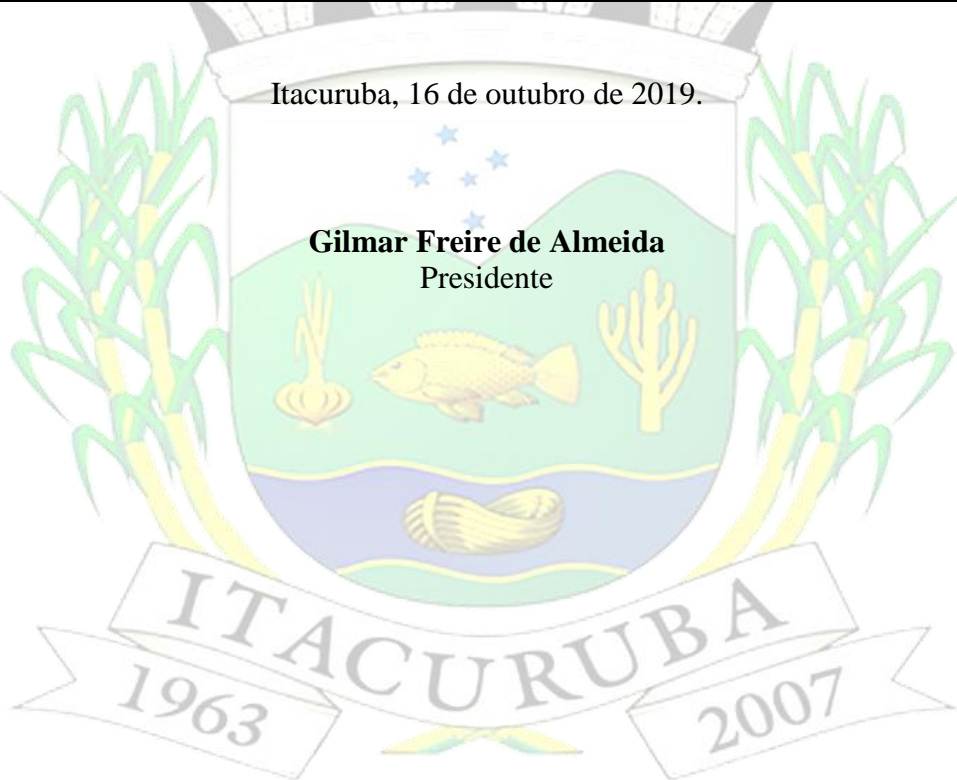 Itacuruba, 16 de outubro de 2019.
Gilmar Freire de Almeida
Presidente
ITACURUBA
1963
2007